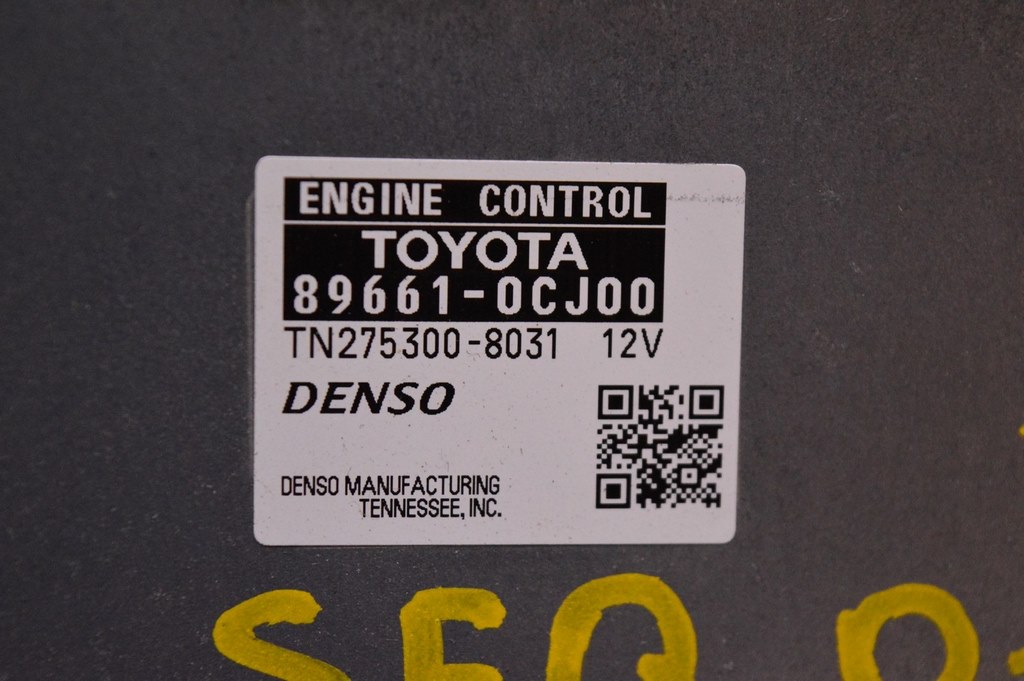 ENGINE CONTROL
TOYOTA
89661-0CJ00
TN275300-8031 12V
DENSO
DENSO MANUFACTURING
TENNESSEE, INC.